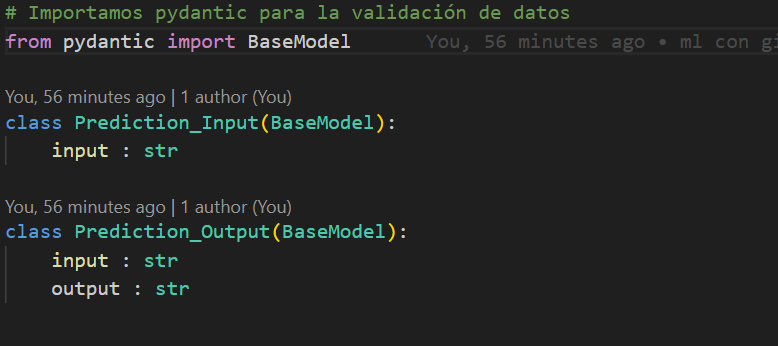 # Importamos pydantic para la validación de datos
from pydantic import BaseModel You, 56 minutes ago • ml con gi
You, 56 minutes ago | 1 author (You)
class Prediction_Input(BaseModel):
input : str
You, 56 minutes ago | 1 author (You)
class Prediction_Output(BaseModel):
input : str
output : str